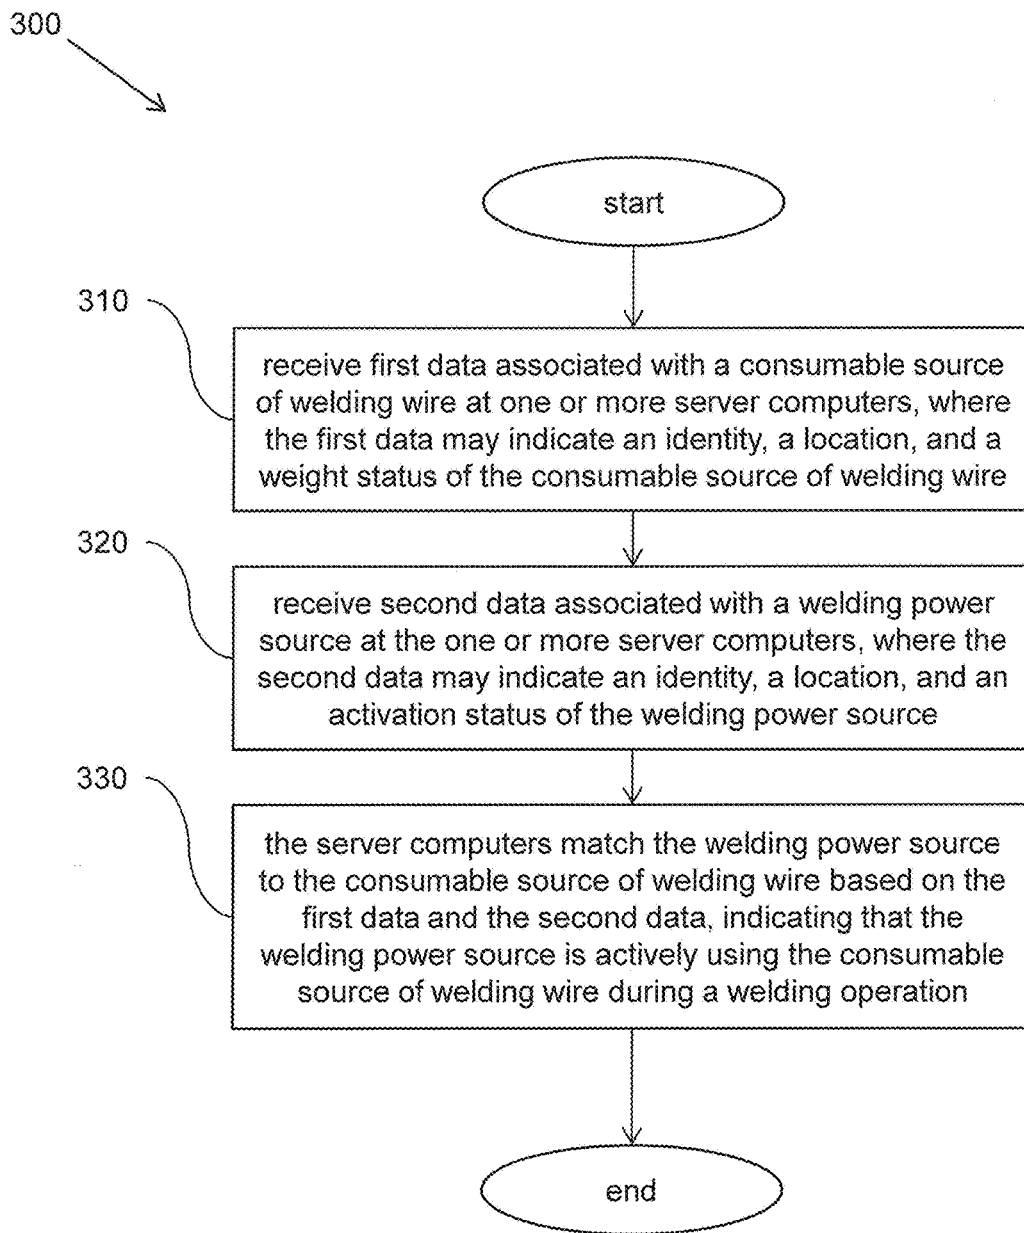 300
start
310
receive first data associated with a consumable source
of welding wire at one or more server computers, where
the first data may indicate an identity, a location, and a
weight status of the consumable source of welding wire
320
receive second data associated with a welding power
source at the one or more server computers, where the
second data may indicate an identity, a location, and an
activation status of the welding power source
330
the server computers match the welding power source
to the consumable source of welding wire based on the
first data and the second data, indicating that the
welding power source is actively using the consumable
source of welding wire during a welding operation
end